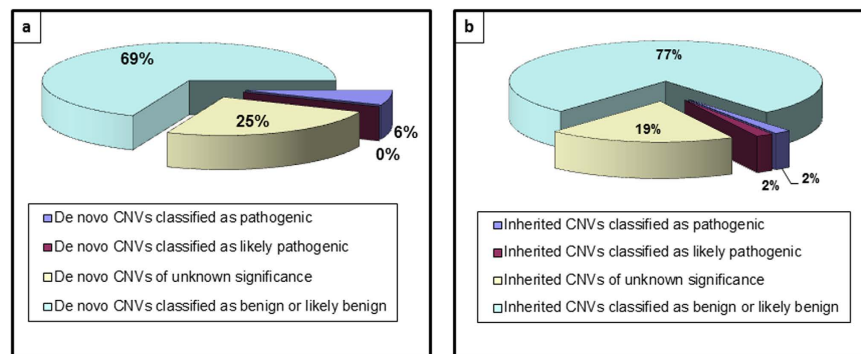 a
69%
25%
6%
0%
De novo CNVs classified as pathogenic
De novo CNVs classified as likely pathogenic
De novo CNVs of unknown significance
De novo CNVs classified as benign or likely benign
b
77%
19%
2%
2%
Inherited CNVs classified as pathogenic
Inherited CNVs classified as likely pathogenic
Inherited CNVs of unknown significance
Inherited CNVs classified as benign or likely benign